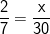 2/7 = x/30